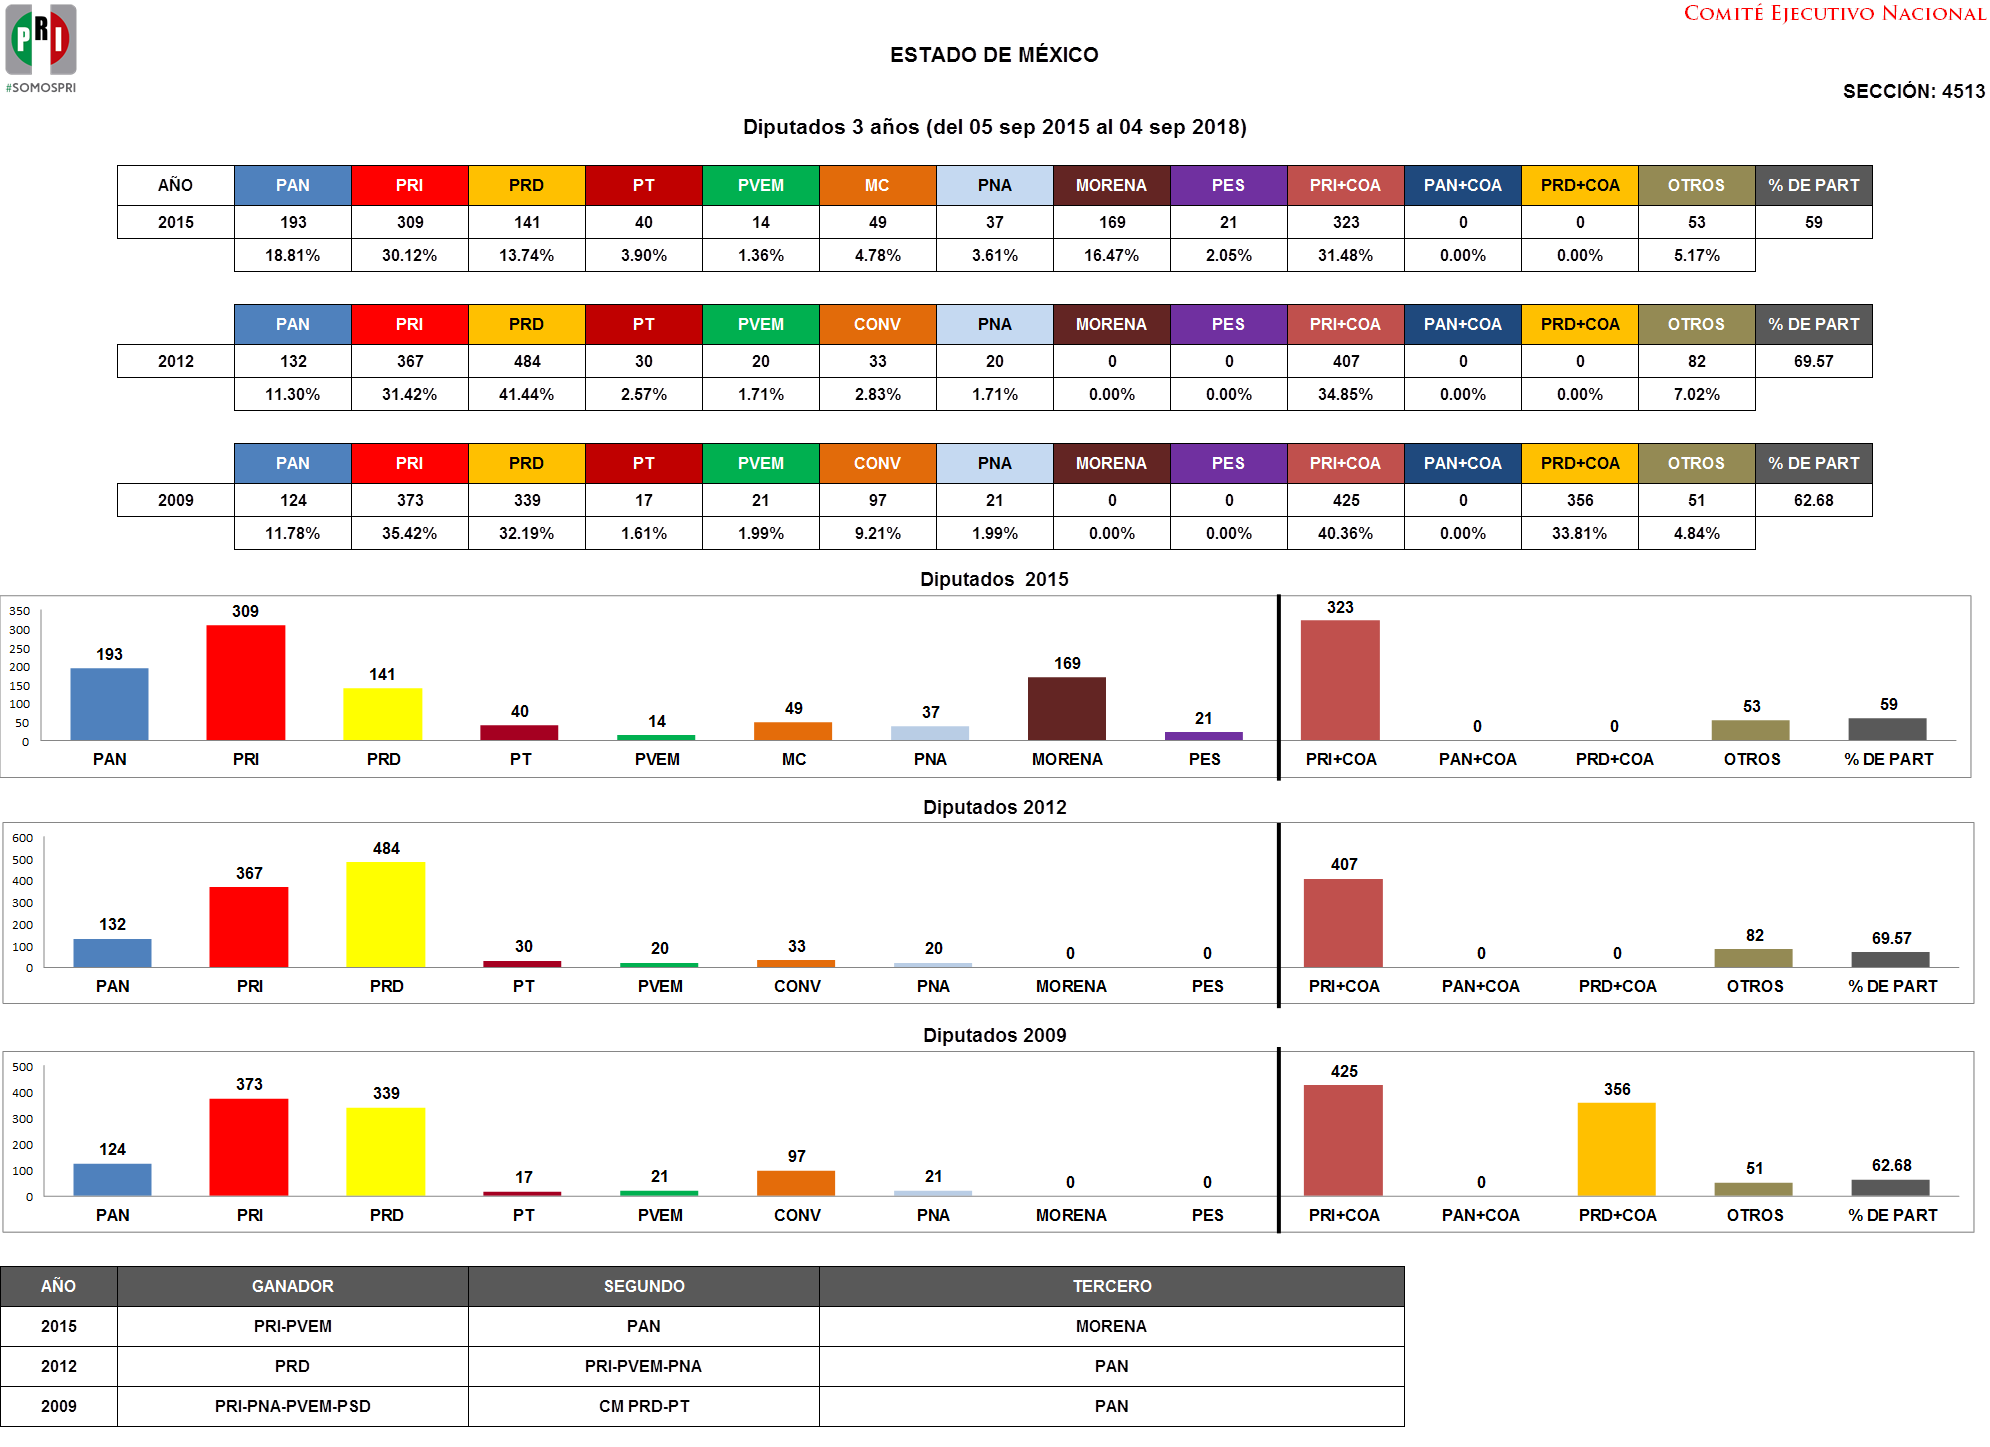 PRI
#SOMOSPRI
COMITÉ EJECUTIVO NACIONAL
ESTADO DE MÉXICO
SECCIÓN: 4513
Diputados 3 años (del 05 sep 2015 al 04 sep 2018)
AÑO PAN PRI PRD PT PVEM MC PNA MORENA PES PRI+COA PAN+COA PRD+COA OTROS % DE PART
2015 193 309 141 40 14 49 37 169 21 323 0 0 53 59
18.81% 30.12% 13.74% 3.90% 1.36% 4.78% 3.61% 16.47% 2.05% 31.48% 0.00% 0.00% 5.17%
PAN PRI PRD PT PVEM CONV PNA MORENA PES PRI+COA PAN+COA PRD+COA OTROS % DE PART
2012 132 367 484 30 20 33 20 0 0 407 0 0 82 69.57
11.30% 31.42% 41.44% 2.57% 1.71% 2.83% 1.71% 0.00% 0.00% 34.85% 0.00% 0.00% 7.02%
PAN PRI PRD PT PVEM CONV PNA MORENA PES PRI+COA PAN+COA PRD+COA OTROS % DE PART
2009 124 373 339 17 21 97 21 0 0 425 0 356 51 62.68
11.78% 35.42% 32.19% 1.61% 1.99% 9.21% 1.99% 0.00% 0.00% 40.36% 0.00% 33.81% 4.84%
Diputados 2015
350
300
250
200
150
100
50
0
193 309 141 40 14 49 37 169 21 323 0 0 53 59
PAN PRI PRD PT PVEM MC PNA MORENA PES PRI+COA PAN+COA PRD+COA OTROS % DE PART
Diputados 2012
600
500
400
300
200
100
0
132 367 484 30 20 33 20 0 0 407 0 0 82 69.57
PAN PRI PRD PT PVEM CONV PNA MORENA PES PRI+COA PAN+COA PRD+COA OTROS % DE PART
Diputados 2009
500
400
300
200
100
0
124 373 339 17 21 97 21 0 0 425 0 356 51 62.68
PAN PRI PRD PT PVEM CONV PNA MORENA PES PRI+COA PAN+COA PRD+COA OTROS % DE PART
AÑO GANADOR SEGUNDO TERCERO
2015 PRI-PVEM PAN MORENA
2012 PRD PRI-PVEM-PNA PAN
2009 PRI-PNA-PVEM-PSD CM PRD-PT PAN